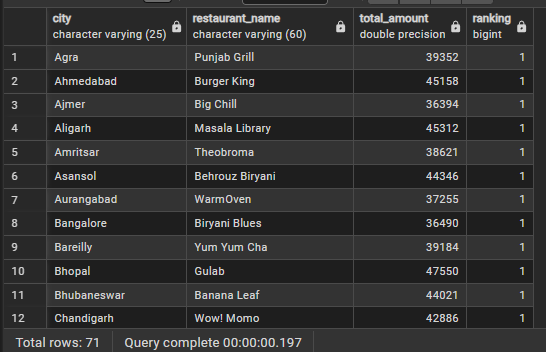 city restaurant_name total_amount ranking
character varying (25) character varying (60) double precision bigint
1 Agra Punjab Grill 39352 1
2 Ahmedabad Burger King 45158 1
3 Ajmer Big Chill 36394 1
4 Aligarh Masala Library 45312 1
5 Amritsar Theobroma 38621 1
6 Asansol Behrouz Biryani 44346 1
7 Aurangabad WarmOven 37255 1
8 Bangalore Biryani Blues 36490 1
9 Bareilly Yum Yum Cha 39184 1
10 Bhopal Gulab 47550 1
11 Bhubaneswar Banana Leaf 44021 1
12 Chandigarh Wow! Momo 42886 1
Total rows: 71 Query complete 00:00:00.197